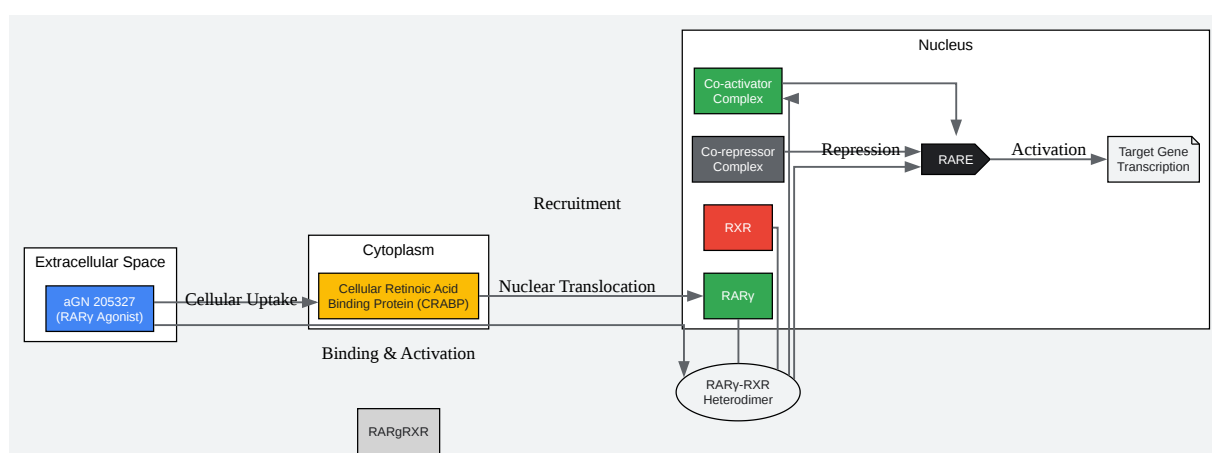 Nucleus
Co-activator
Complex
Co-repressor
Complex
Repression
RARE
Activation
Target Gene
Transcription
Recruitment
RXR
Extracellular Space
aGN 205327
(RARγ Agonist)
Cellular Uptake
Cytoplasm
Cellular Retinoic Acid
Binding Protein (CRABP)
Nuclear Translocation
RARγ
Binding & Activation
RARγ-RXR
Heterodimer
RARgRXR